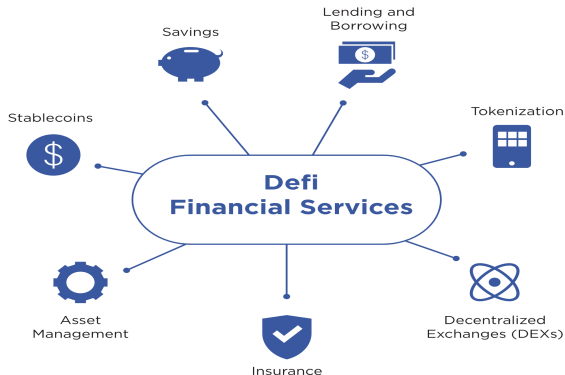 Savings
Lending and
Borrowing
Stablecoins
$
$
Tokenization
Defi
Financial Services
Asset
Management
Insurance
Decentralized
Exchanges (DEXs)